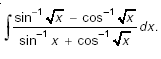 ∫ (sin⁻¹√x − cos⁻¹√x)/(sin⁻¹ x + cos⁻¹√x) dx.